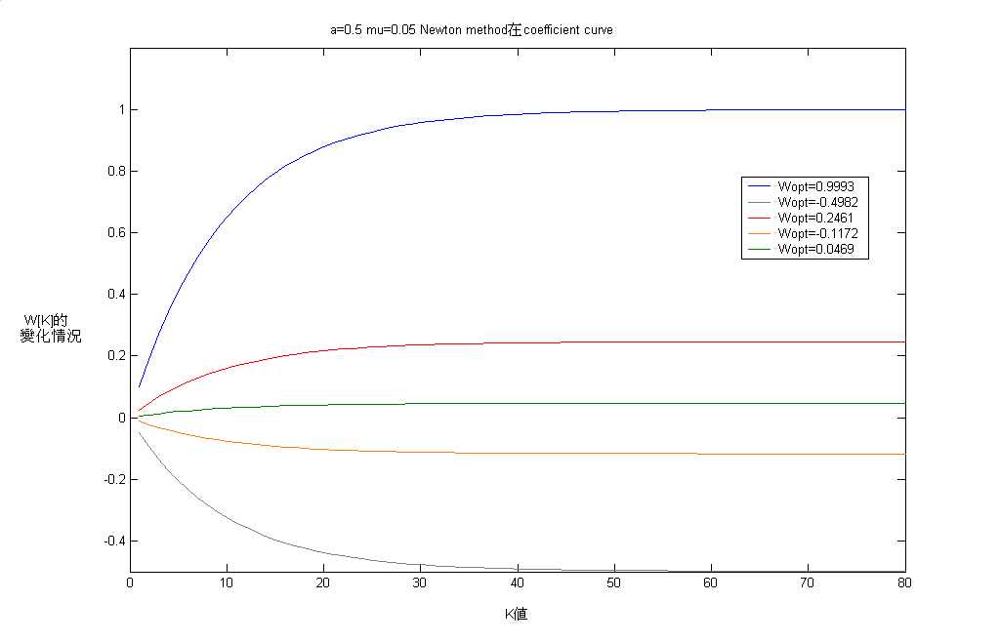 a=0.5 mu=0.05 Newton method在coefficient curve
1
0.8
0.6
0.4
0.2
0
-0.2
-0.4
W[K]的
變化情況
Wopt=0.9993
Wopt=-0.4982
Wopt=0.2461
Wopt=-0.1172
Wopt=0.0469
0 10 20 30 40 50 60 70 80
K值